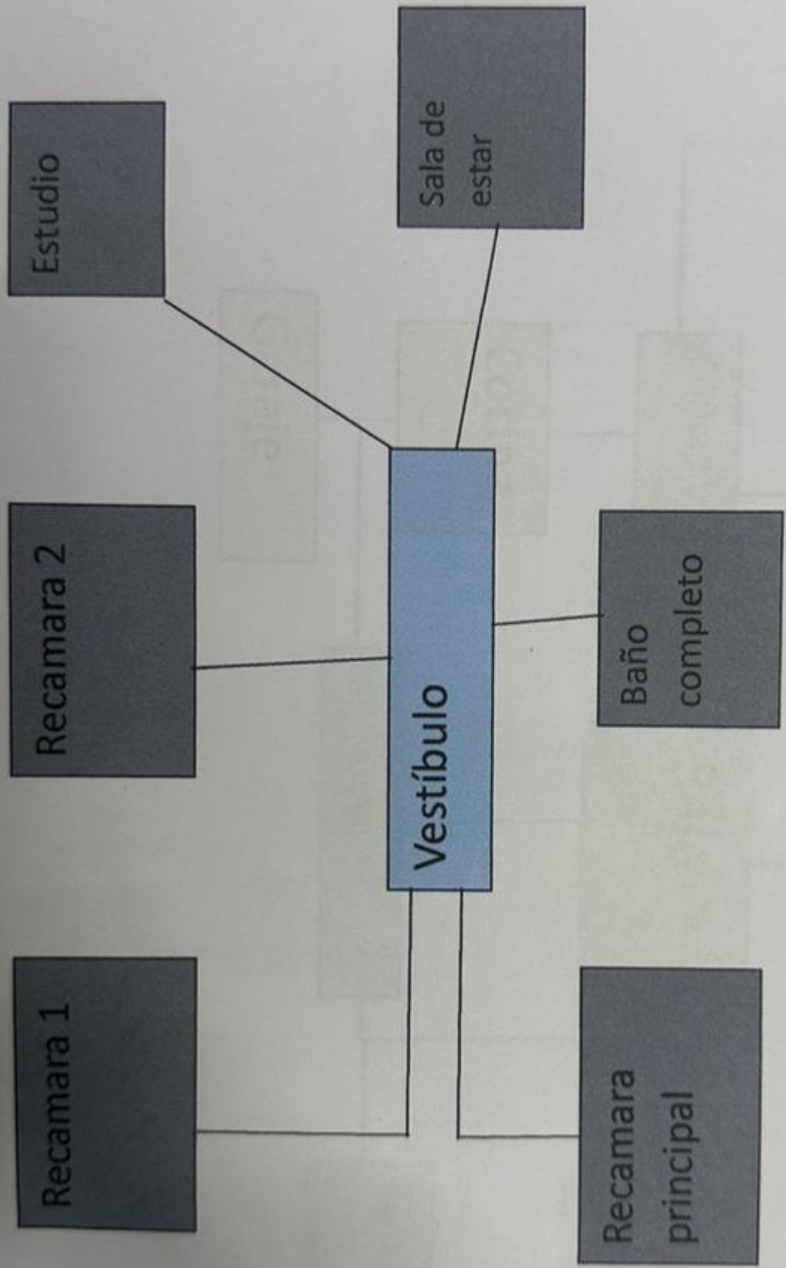 Recamara 1
Recamara 2
Estudio
Vestíbulo
Sala de
estar
Recamara
principal
Baño
completo